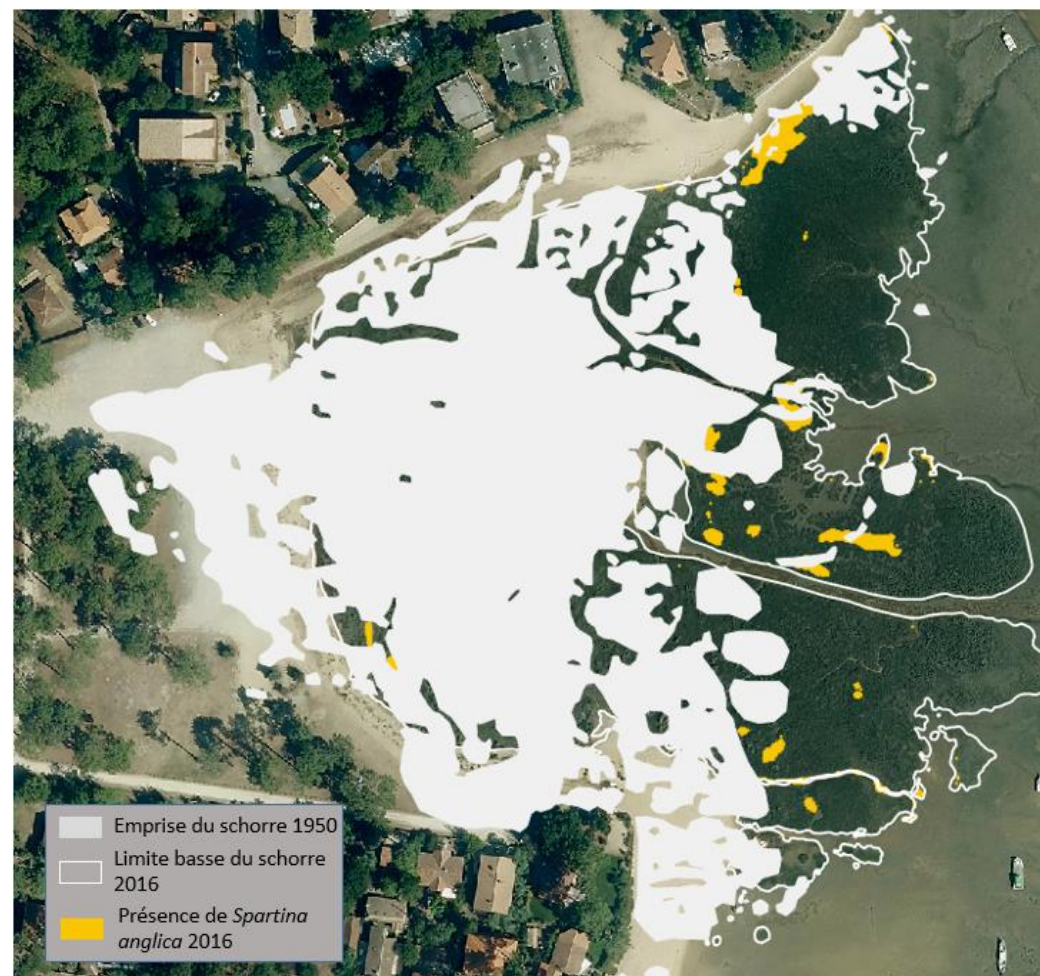 Emprise du schorre 1950
Limite basse du schorre
2016
Présence de Spartina
anglica 2016